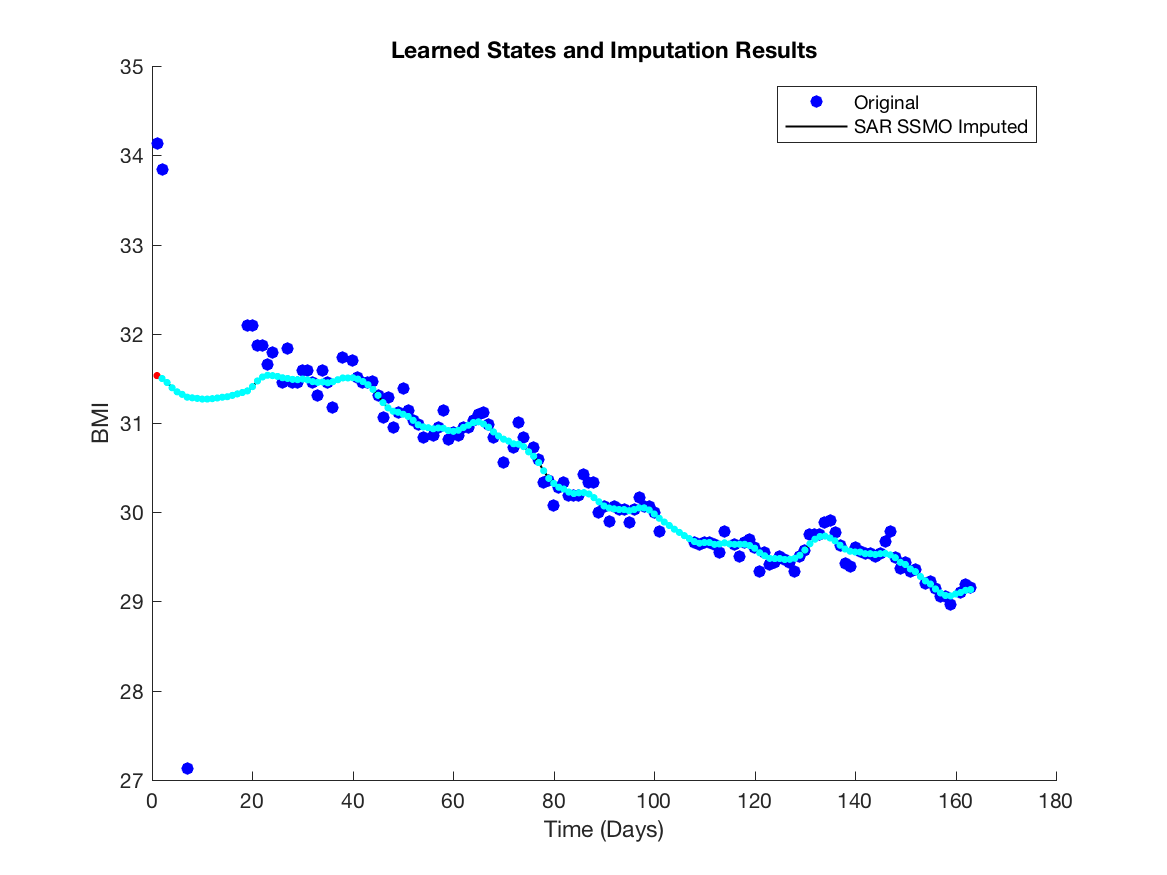 Learned States and Imputation Results
Original
SAR SSMO Imputed
35
34
33
32
31
30
29
28
27
BMI
0 20 40 60 80 100 120 140 160 180
Time (Days)